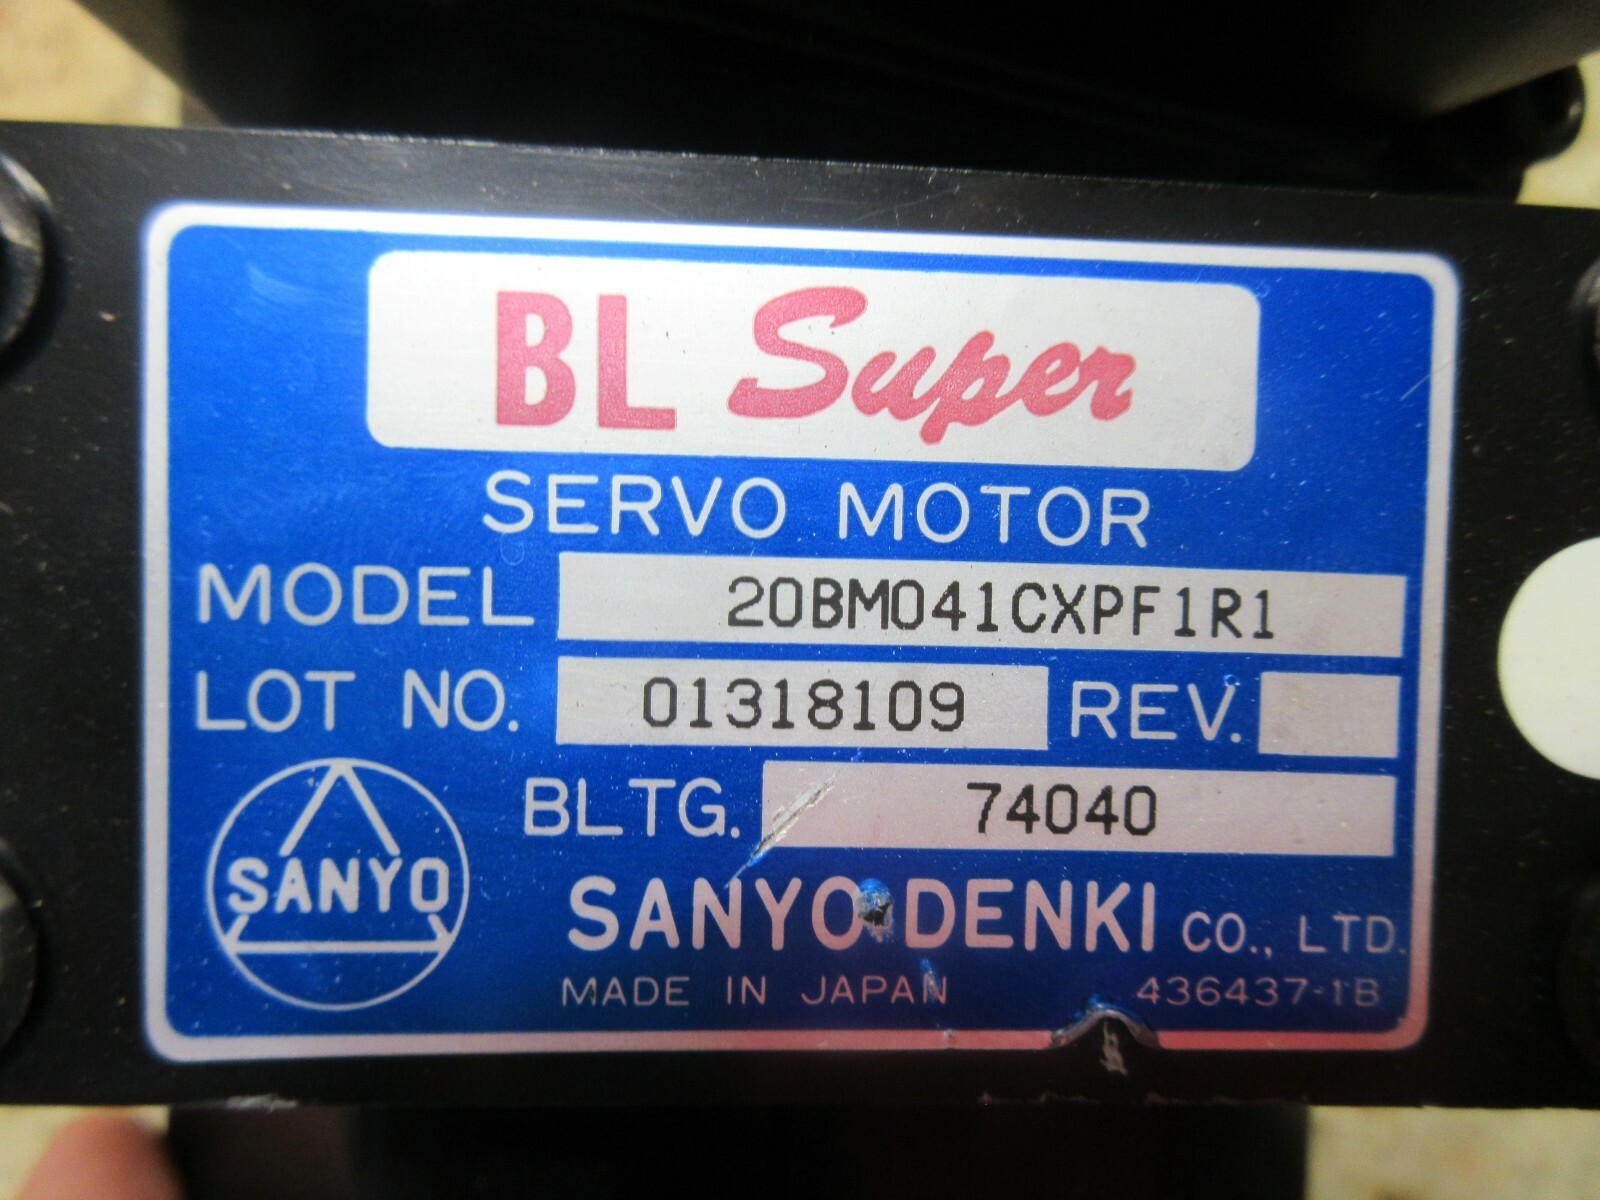 BL Super
SERVO MOTOR
MODEL 20BM041CXPF1R1
LOT NO. 01318109 REV.
BLTG. 74040
SANYO
SANYO DENKI CO., LTD.
MADE IN JAPAN 436437-1B